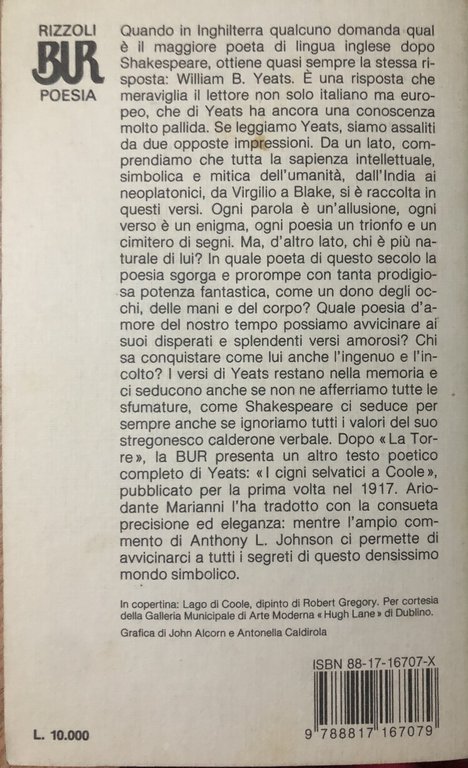 RIZZOLI
BUR
POESIA
Quando in Inghilterra qualcuno domanda qual
è il maggiore poeta di lingua inglese dopo
Shakespeare, ottiene quasi sempre la stessa ri-
sposta: William B. Yeats. È una risposta che
meraviglia il lettore non solo italiano ma euro-
peo, che di Yeats ha ancora una conoscenza
molto pallida. Se leggiamo Yeats, siamo assaliti
da due opposte impressioni. Da un lato, com-
prendiamo che tutta la sapienza intellettuale,
simbolica e mitica dell'umanità, dall'India ai
neoplatonici, da Virgilio a Blake, si è raccolta in
questi versi. Ogni parola è un'allusione, ogni
verso è un enigma, ogni poesia un trionfo e un
cimitero di segni. Ma, d'altro lato, chi è più na-
turale di lui? In quale poeta di questo secolo la
poesia sgorga e prorompe con tanta prodigio-
sa potenza fantastica, come un dono degli oc-
chi, delle mani e del corpo? Quale poesia d'a-
more del nostro tempo possiamo avvicinare ai
suoi disperati e splendenti versi amorosi? Chi
sa conquistare come lui anche l'ingenuo e l'in-
colto? I versi di Yeats restano nella memoria e
ci seducono anche se non ne afferriamo tutte le
sfumature, come Shakespeare ci seduce per
sempre anche se ignoriamo tutti i valori del suo
stregonesco calderone verbale. Dopo «La Tor-
re», la BUR presenta un altro testo poetico
completo di Yeats: «I cigni selvatici a Coole»,
pubblicato per la prima volta nel 1917. Ario-
dante Marianni l'ha tradotto con la consueta
precisione ed eleganza: mentre l'ampio com-
mento di Anthony L. Johnson ci permette di
avvicinarci a tutti i segreti di questo densissimo
mondo simbolico.
In copertina: Lago di Coole, dipinto di Robert Gregory. Per cortesia
della Galleria Municipale di Arte Moderna «Hugh Lane» di Dublino.
Grafica di John Alcorn e Antonella Caldirola
ISBN 88-17-16707-X
L. 10.000
9 788817 167079